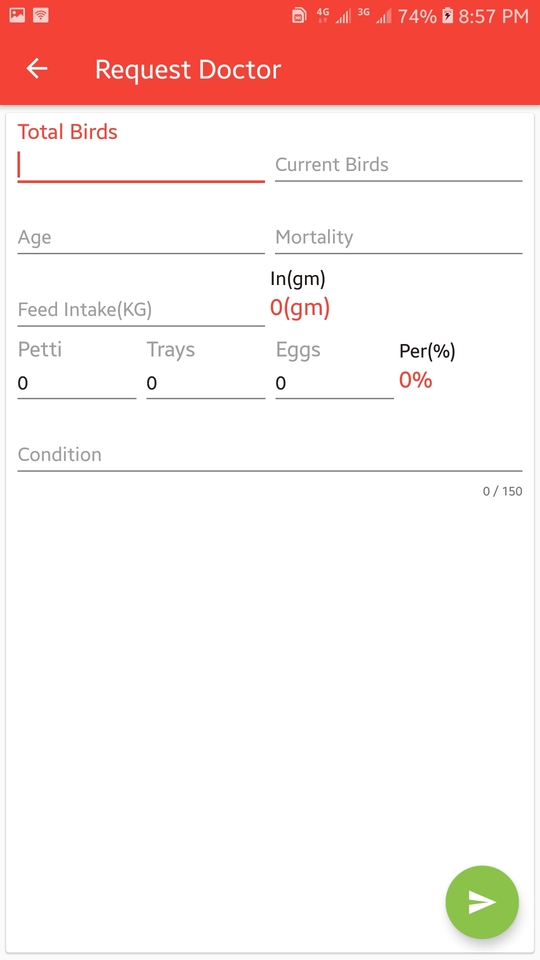 4G 3G 74% 8:57 PM
Request Doctor
Total Birds
Current Birds
Age Mortality
In(gm)
Feed Intake(KG) 0(gm)
Petti Trays Eggs Per(%)
0 0 0 0%
Condition
0 / 150